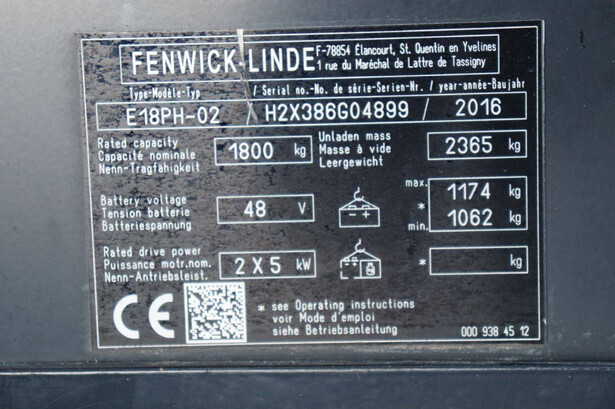 FENWICK-LINDE
F-78854 Élancourt, St. Quentin en Yvelines
1 rue du Maréchal de Lattre de Tassigny
Type-Modèle-Typ / Serial no.-No. de série-Serien-Nr. / year-année-Baujahr
E18PH-02 / H2X386G04899 / 2016
Rated capacity
Capacité nominale
Nenn-Tragfähigkeit
1800 kg
Unladen mass
Masse à vide
Leergewicht
2365 kg
Battery voltage
Tension batterie
Batteriespannung
48 V
max. 1174 kg
*
min. 1062 kg
Rated drive power
Puissance motr.nom.
Nenn-Antriebsleist.
2 X 5 kW
* kg
CE
* see Operating instructions
voir Mode d'emploi
siehe Betriebsanleitung
000 938 45 12